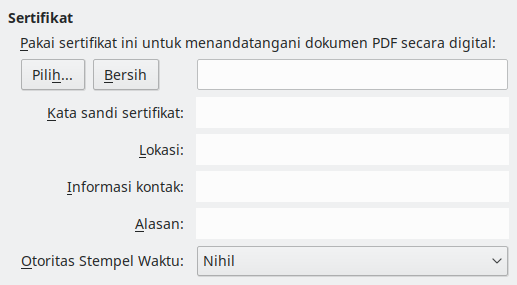 Sertifikat
Pakai sertifikat ini untuk menandatangani dokumen PDF secara digital:
Pilih... Bersih
Kata sandi sertifikat:
Lokasi:
Informasi kontak:
Alasan:
Otoritas Stempel Waktu: Nihil